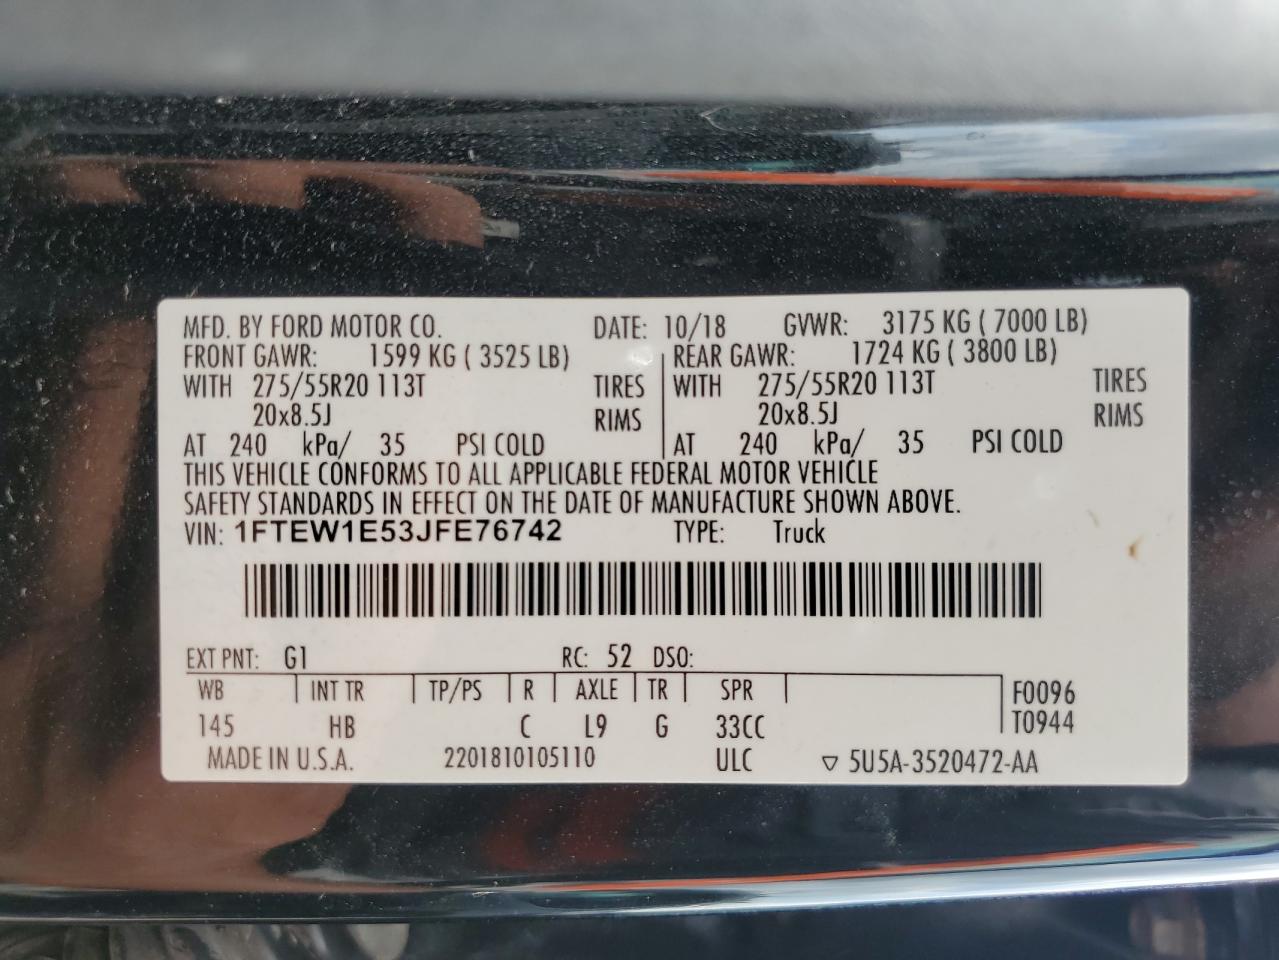 MFD. BY FORD MOTOR CO. DATE: 10/18 GVWR: 3175 KG ( 7000 LB)
FRONT GAWR: 1599 KG ( 3525 LB) REAR GAWR: 1724 KG ( 3800 LB)
WITH 275/55R20 113T TIRES WITH 275/55R20 113T TIRES
20x8.5J RIMS 20x8.5J RIMS
AT 240 kPa/ 35 PSI COLD AT 240 kPa/ 35 PSI COLD
THIS VEHICLE CONFORMS TO ALL APPLICABLE FEDERAL MOTOR VEHICLE
SAFETY STANDARDS IN EFFECT ON THE DATE OF MANUFACTURE SHOWN ABOVE.
VIN: 1FTEW1E53JFE76742 TYPE: Truck
EXT PNT: G1 RC: 52 DSO:
WB INT TR TP/PS R AXLE TR SPR F0096
145 HB C L9 G 33CC T0944
MADE IN U.S.A. 2201810105110 ULC ▽ 5U5A-3520472-AA